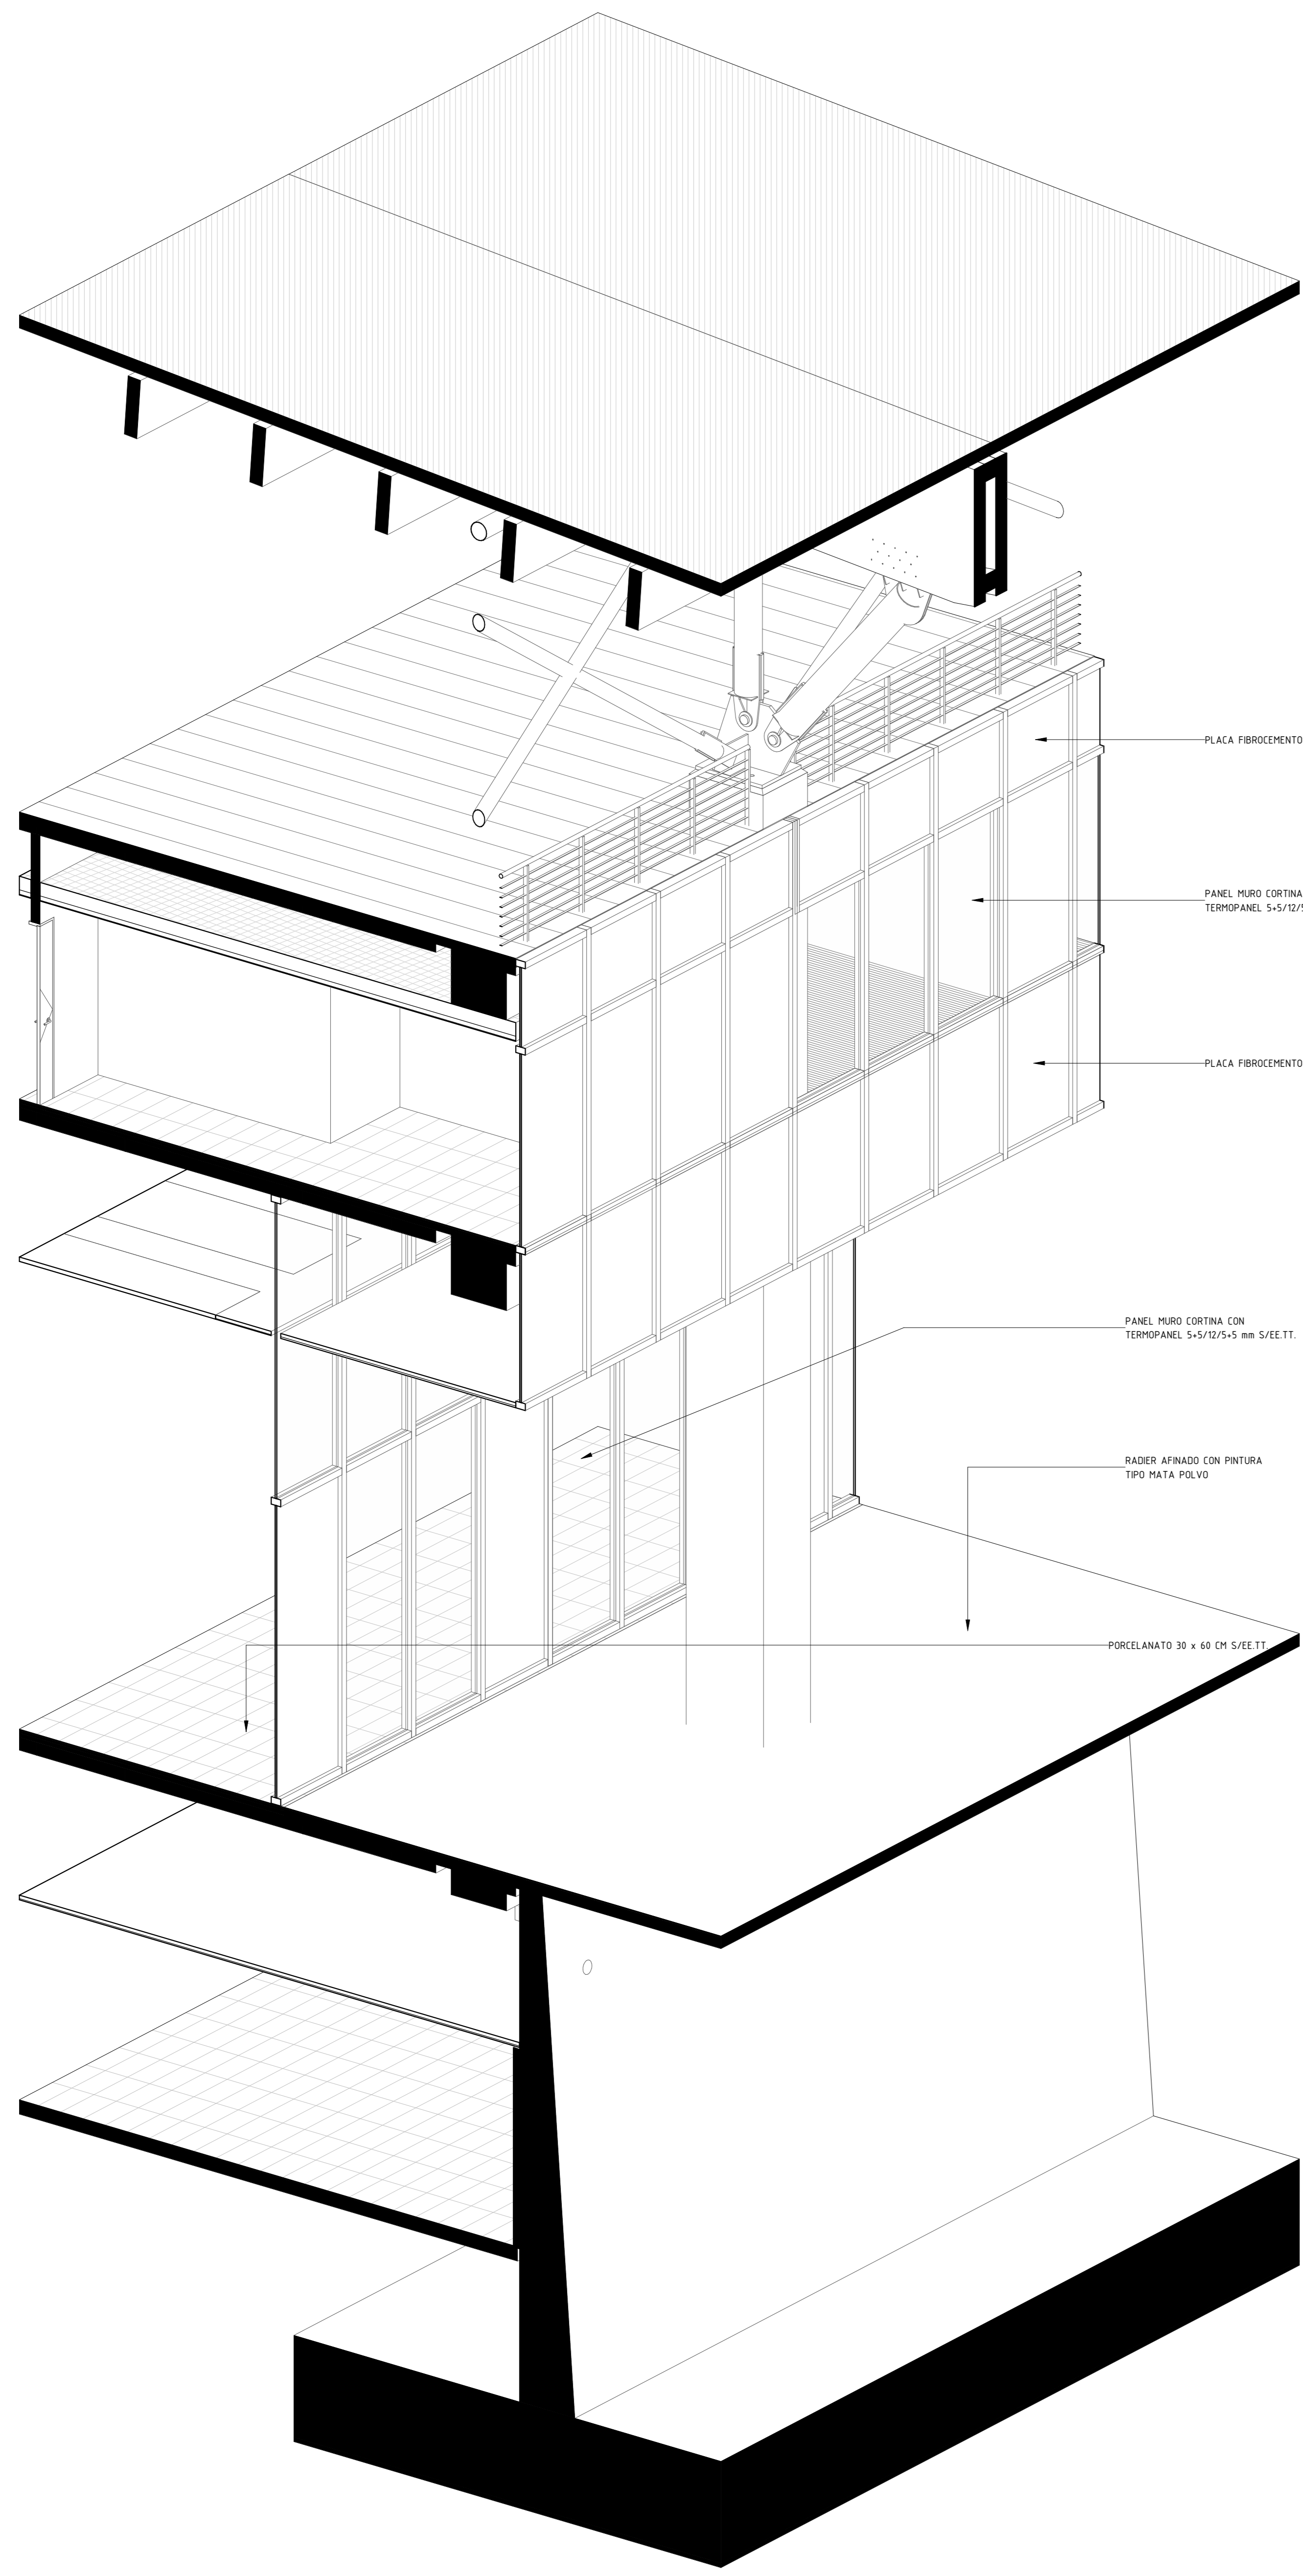 PLACA FIBROCEMENTO
PANEL MURO CORTINA
TERMOPANEL 5+5/12/5
PLACA FIBROCEMENTO
PANEL MURO CORTINA CON
TERMOPANEL 5+5/12/5+5 mm S/EE.TT.
RADIER AFINADO CON PINTURA
TIPO MATA POLVO
PORCELANATO 30 x 60 CM S/EE.TT.